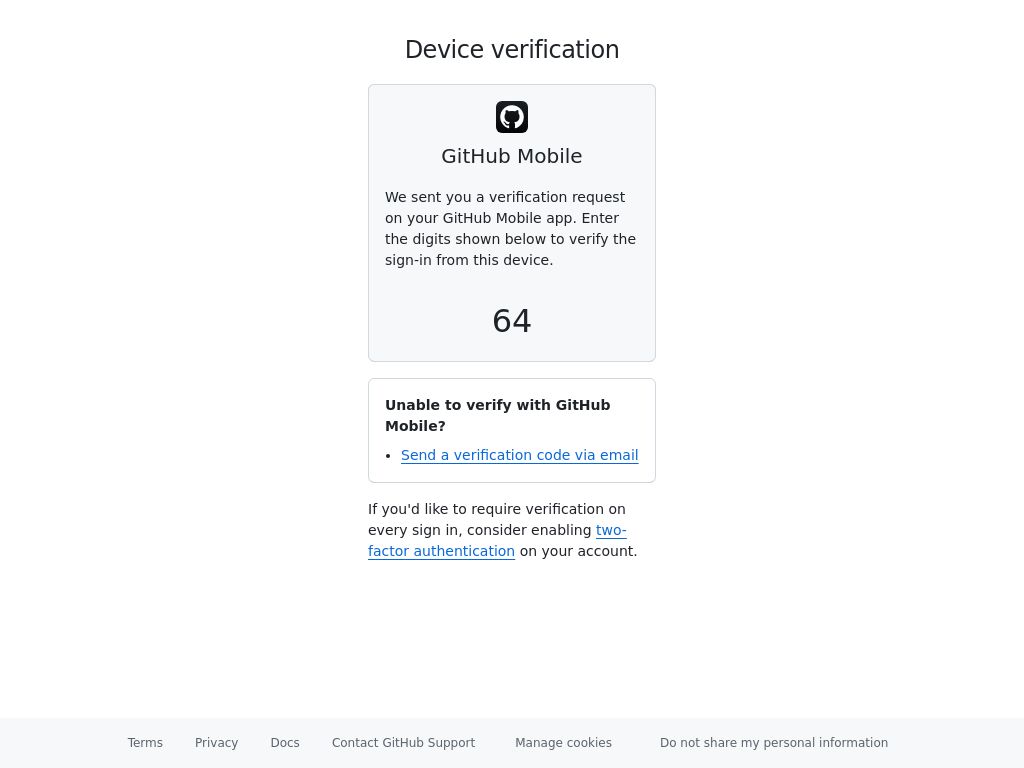 Device verification
GitHub Mobile
We sent you a verification request
on your GitHub Mobile app. Enter
the digits shown below to verify the
sign-in from this device.
64
Unable to verify with GitHub
Mobile?
• Send a verification code via email
If you'd like to require verification on
every sign in, consider enabling two-
factor authentication on your account.
Terms Privacy Docs Contact GitHub Support Manage cookies Do not share my personal information